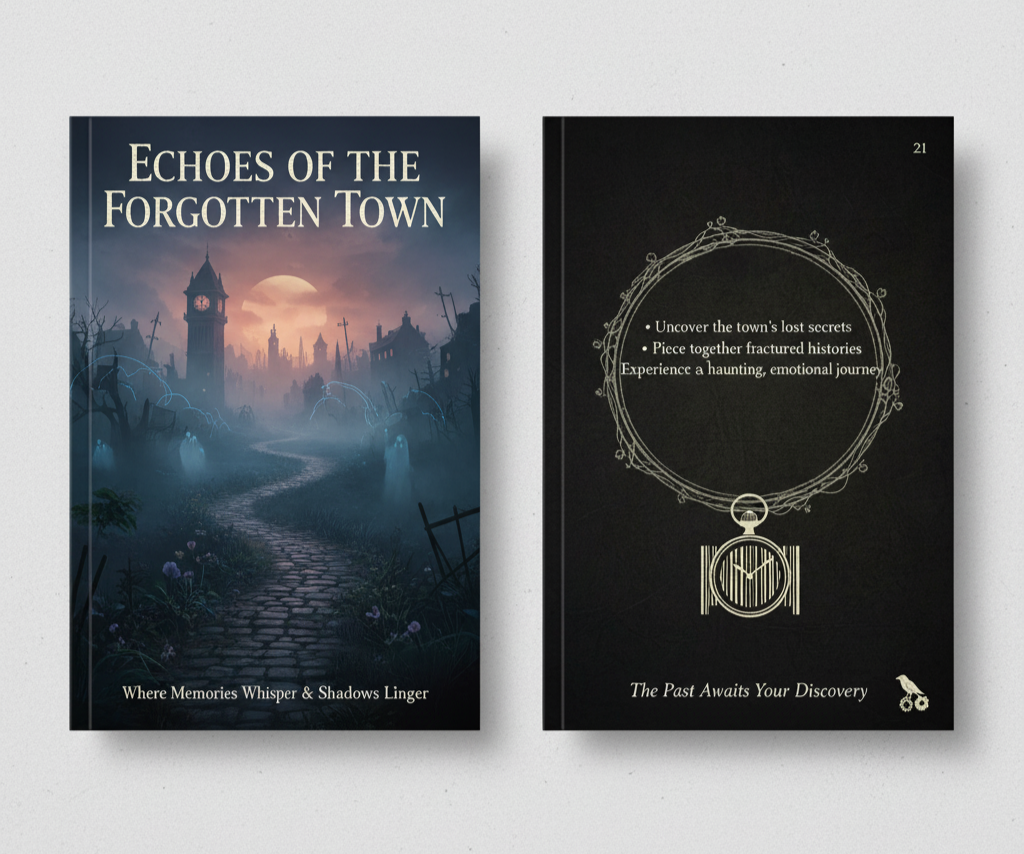 ECHOES OF THE
FORGOTTEN TOWN
Where Memories Whisper & Shadows Linger
21
• Uncover the town's lost secrets
• Piece together fractured histories
Experience a haunting, emotional journey
The Past Awaits Your Discovery